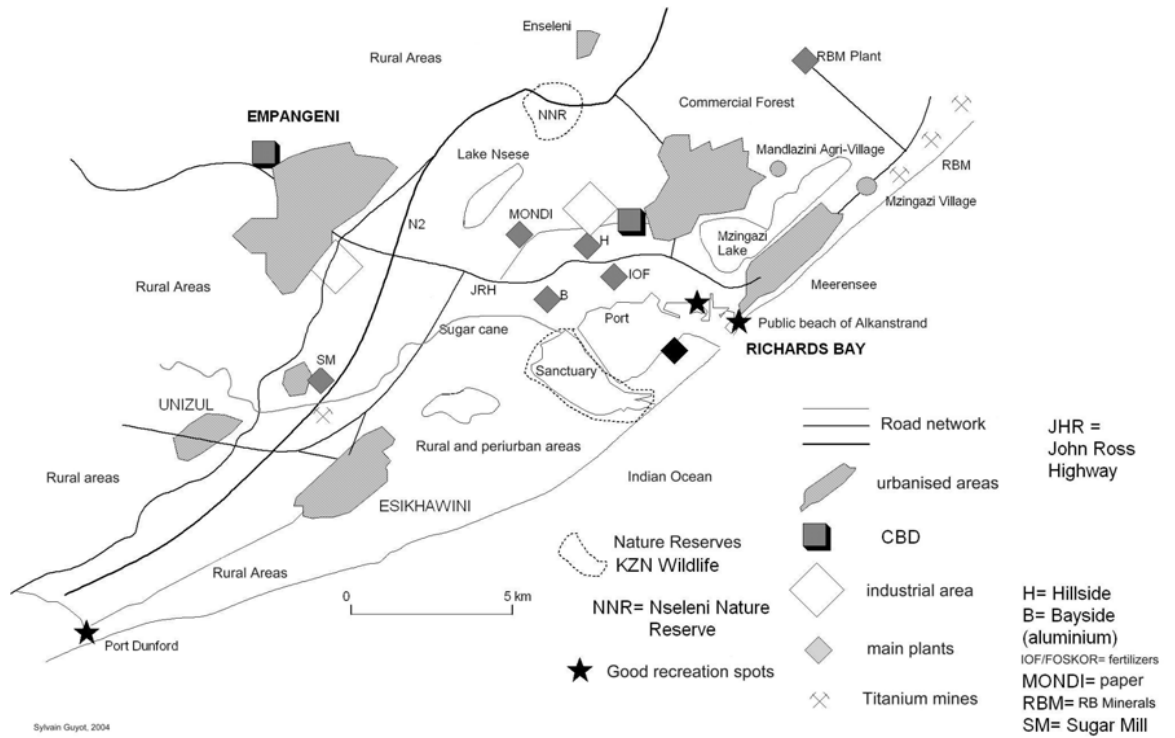 Enseleni
Rural Areas
RBM Plant
EMPANGENI
Commercial Forest
NNR
Lake Nsese
Mandlazini Agri-Village
RBM
Mzingazi Village
MONDI
N2
H
Mzingazi
Lake
IOF
Rural Areas
JRH
B
Meerensee
Port
Sugar cane
Public beach of Alkanstrand
RICHARDS BAY
SM
Sanctuary
UNIZUL
Rural and periurban areas
Rural areas
Indian Ocean
ESIKHAWINI
Rural Areas
Port Dunford
0 5 km
Nature Reserves
KZN Wildlife
NNR= Nseleni Nature
Reserve
Good recreation spots
Road network
urbanised areas
CBD
industrial area
main plants
Titanium mines
JHR =
John Ross
Highway
H= Hillside
B= Bayside
(aluminium)
IOF/FOSKOR= fertilizers
MONDI= paper
RBM= RB Minerals
SM= Sugar Mill
Sylvain Guyot, 2004